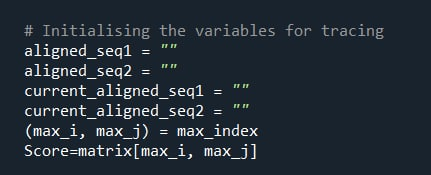 # Initialising the variables for tracing
aligned_seq1 = ""
aligned_seq2 = ""
current_aligned_seq1 = ""
current_aligned_seq2 = ""
(max_i, max_j) = max_index
Score=matrix[max_i, max_j]